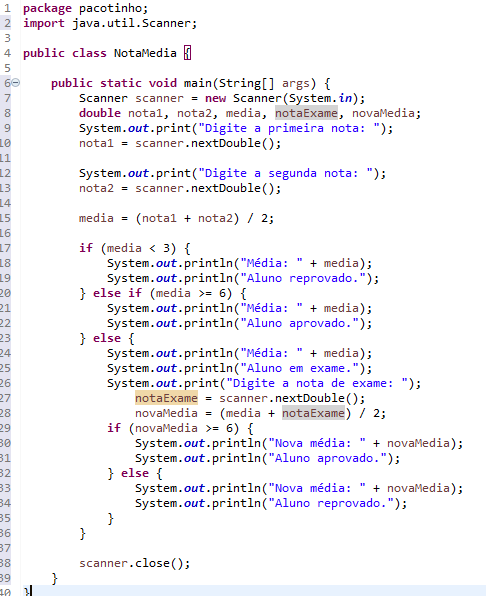 1 package pacotinho;
2 import java.util.Scanner;
3
4 public class NotaMedia {
5
6 public static void main(String[] args) {
7 Scanner scanner = new Scanner(System.in);
8 double nota1, nota2, media, notaExame, novaMedia;
9 System.out.print("Digite a primeira nota: ");
10 nota1 = scanner.nextDouble();
11
12 System.out.print("Digite a segunda nota: ");
13 nota2 = scanner.nextDouble();
14
15 media = (nota1 + nota2) / 2;
16
17 if (media < 3) {
18 System.out.println("Média: " + media);
19 System.out.println("Aluno reprovado.");
20 } else if (media >= 6) {
21 System.out.println("Média: " + media);
22 System.out.println("Aluno aprovado.");
23 } else {
24 System.out.println("Média: " + media);
25 System.out.println("Aluno em exame.");
26 System.out.print("Digite a nota de exame: ");
27 notaExame = scanner.nextDouble();
28 novaMedia = (media + notaExame) / 2;
29 if (novaMedia >= 6) {
30 System.out.println("Nova média: " + novaMedia);
31 System.out.println("Aluno aprovado.");
32 } else {
33 System.out.println("Nova média: " + novaMedia);
34 System.out.println("Aluno reprovado.");
35 }
36 }
37
38 scanner.close();
39 }
40 }